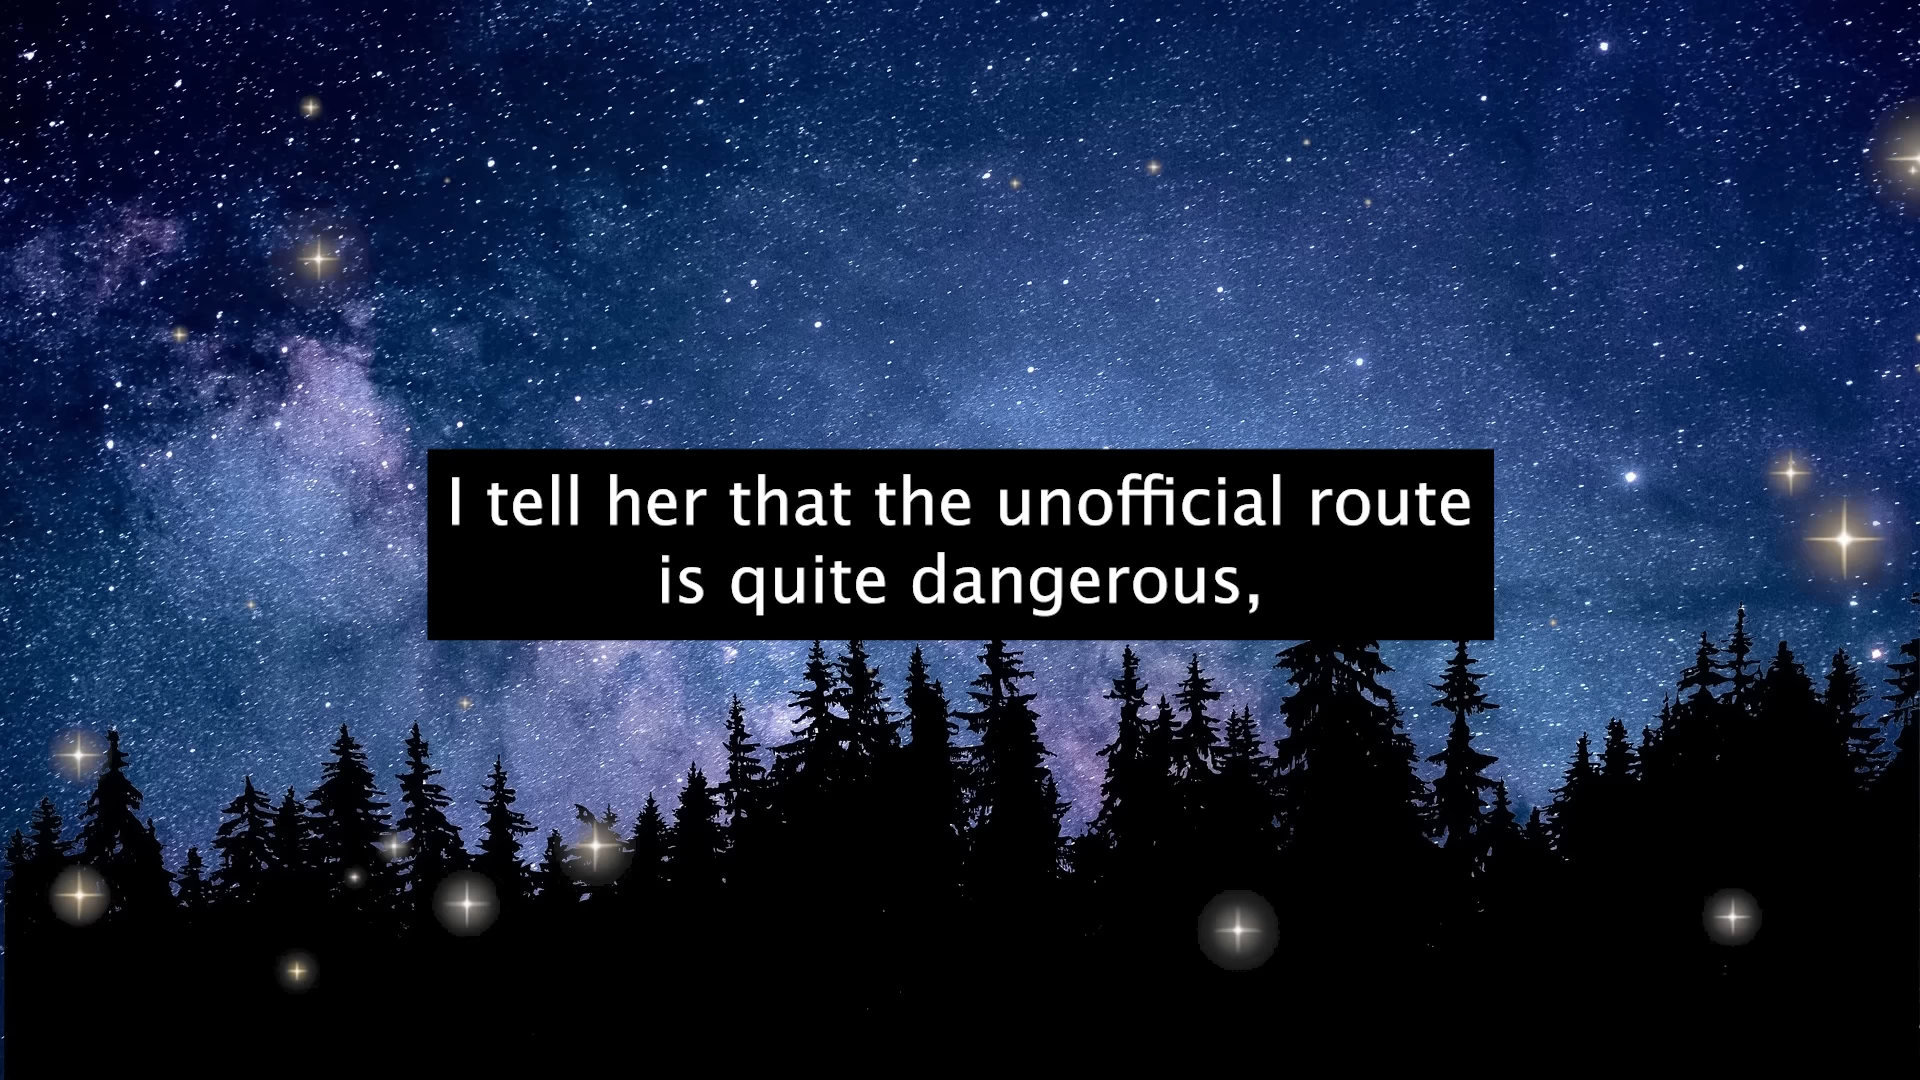 I tell her that the unofficial route
is quite dangerous,